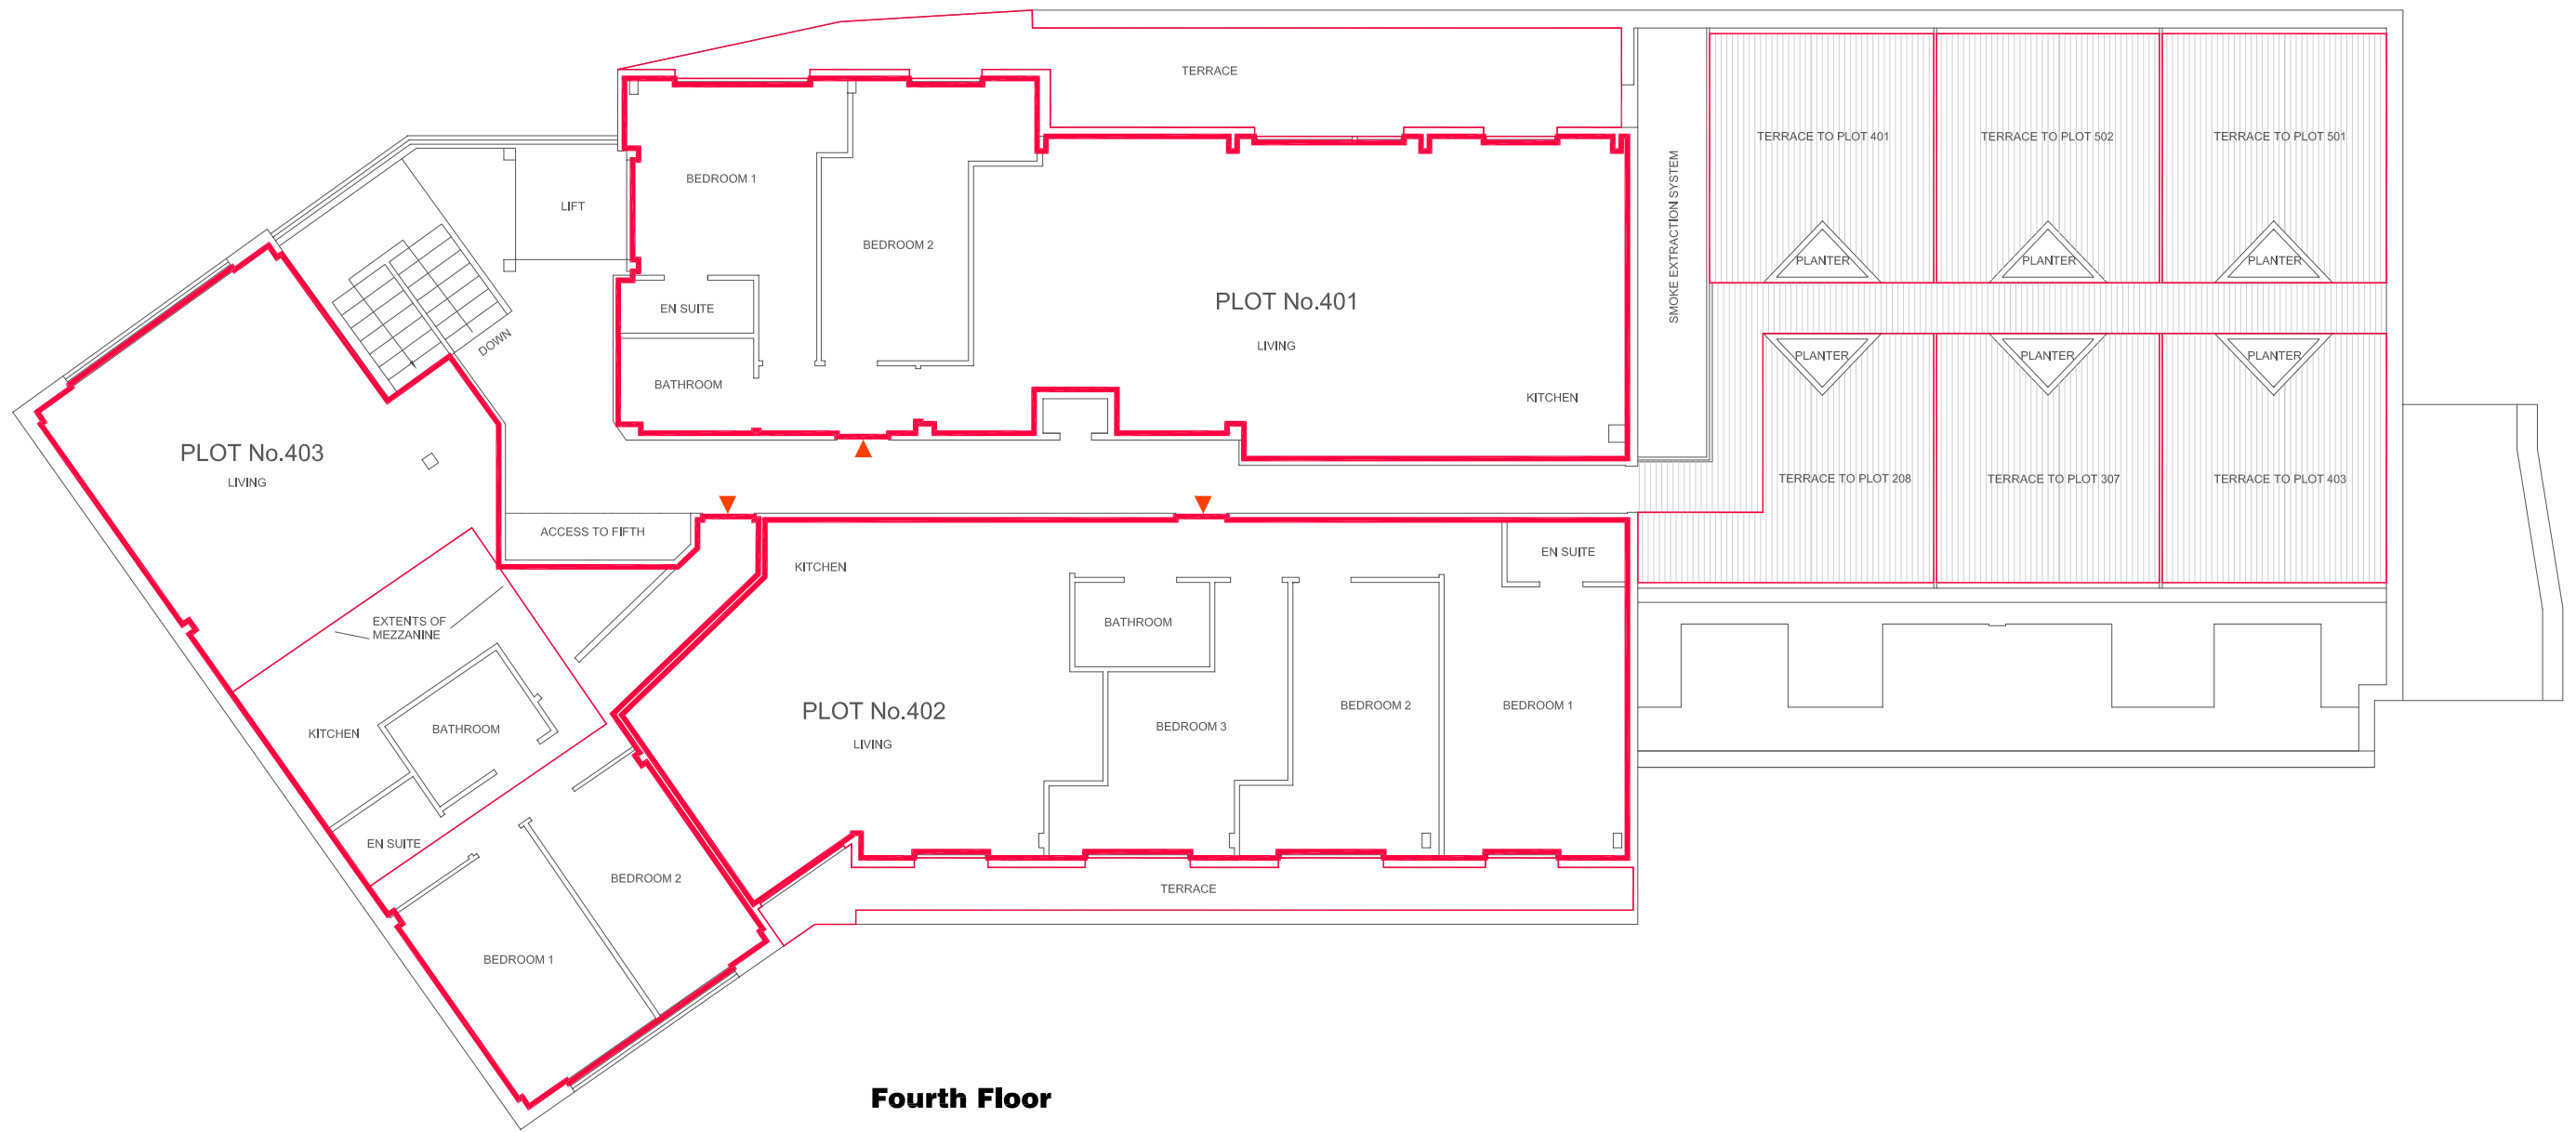 TERRACE
TERRACE TO PLOT 401
TERRACE TO PLOT 502
TERRACE TO PLOT 501
SMOKE EXTRACTION SYSTEM
BEDROOM 1
LIFT
BEDROOM 2
PLANTER
PLANTER
PLANTER
EN SUITE
PLOT No.401
LIVING
DOWN
BATHROOM
KITCHEN
PLANTER
PLANTER
PLANTER
PLOT No.403
LIVING
TERRACE TO PLOT 208
TERRACE TO PLOT 307
TERRACE TO PLOT 403
ACCESS TO FIFTH
KITCHEN
EN SUITE
EXTENTS OF
MEZZANINE
BATHROOM
KITCHEN
BATHROOM
PLOT No.402
LIVING
BEDROOM 3
BEDROOM 2
BEDROOM 1
EN SUITE
BEDROOM 2
TERRACE
BEDROOM 1
Fourth Floor